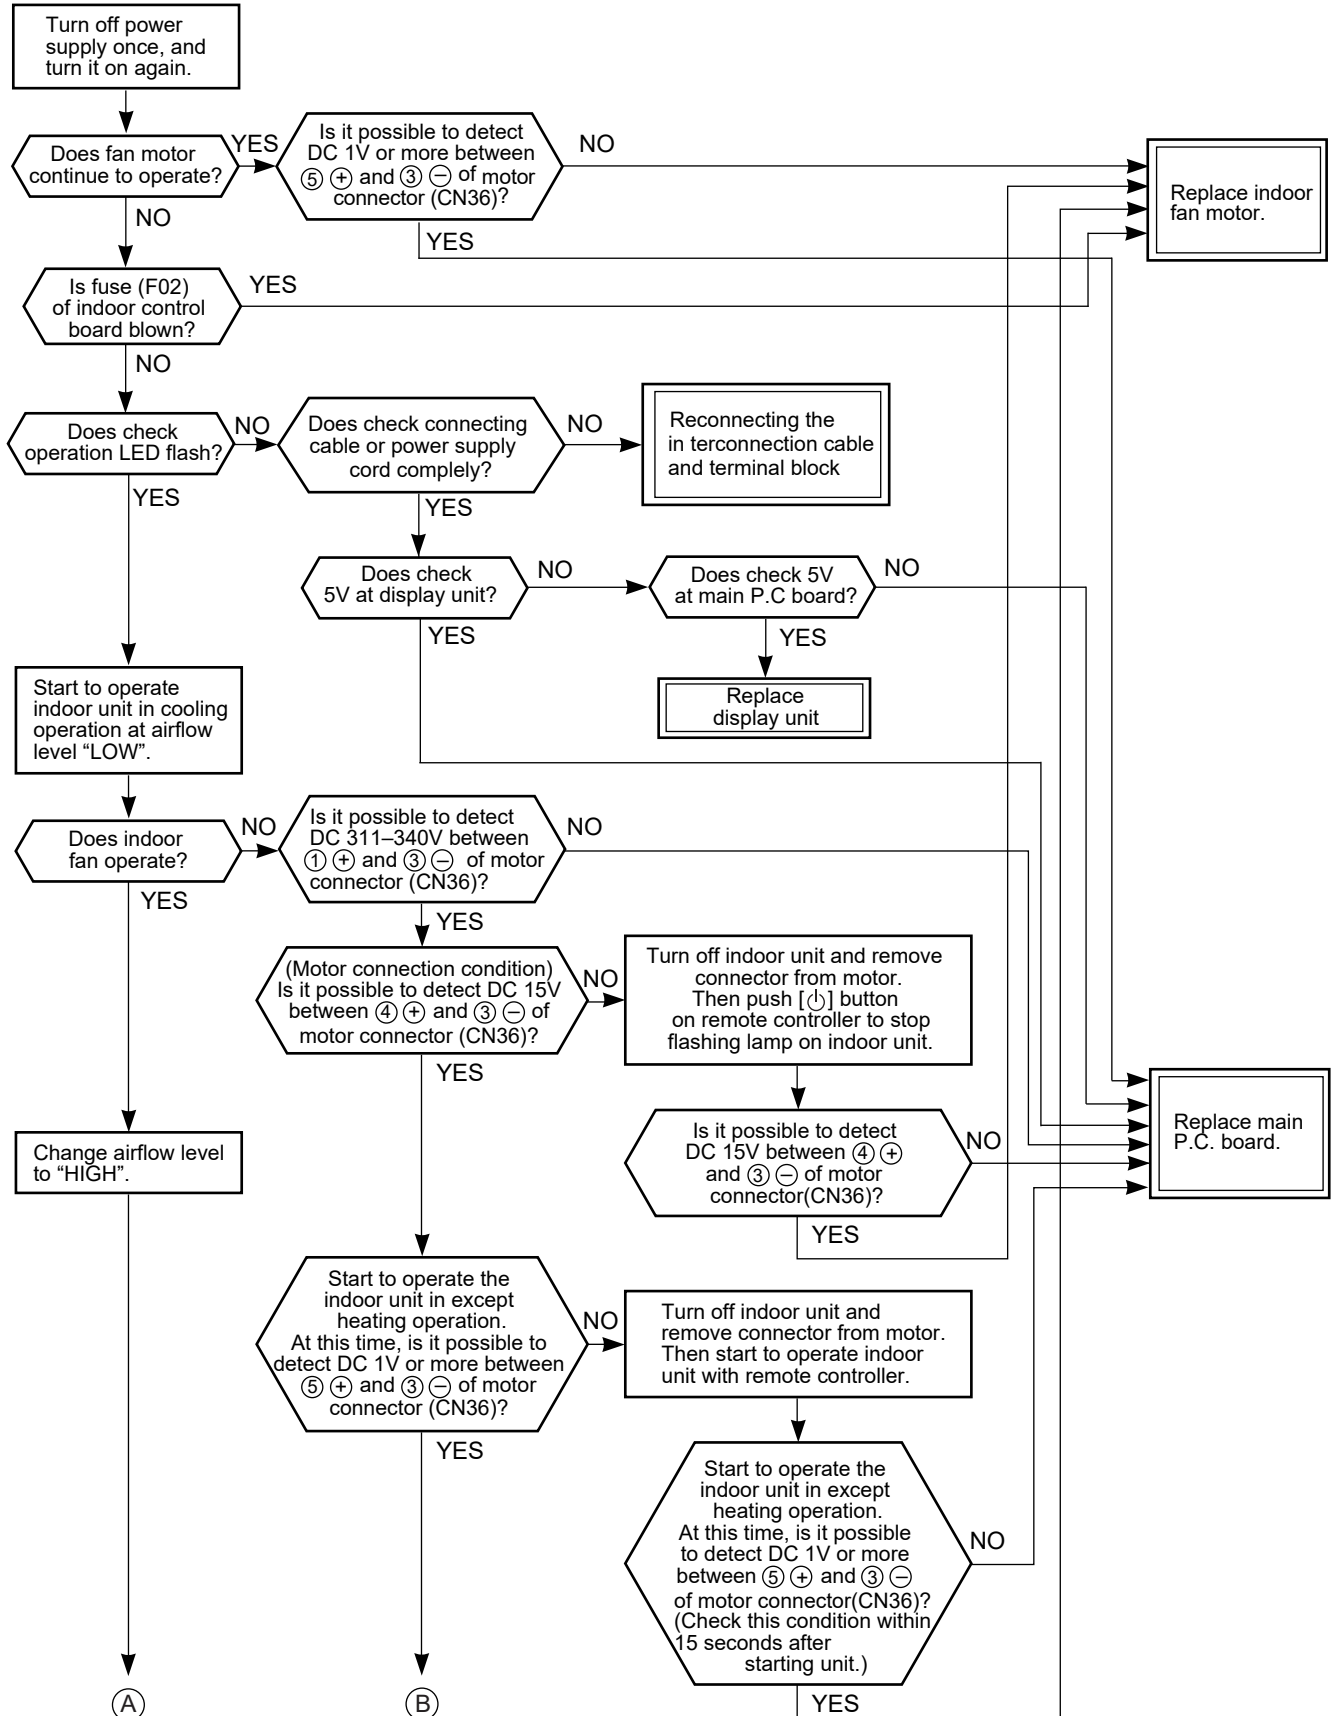 Turn off power
supply once, and
turn it on again.
Does fan motor
continue to operate?
YES
Is it possible to detect
DC 1V or more between
⑤ ⊕ and ③ ⊖ of motor
connector (CN36)?
NO
Replace indoor
fan motor.
NO
YES
Is fuse (F02)
of indoor control
board blown?
YES
NO
Does check
operation LED flash?
NO
Does check connecting
cable or power supply
cord complely?
NO
Reconnecting the
in terconnection cable
and terminal block
YES
YES
Does check
5V at display unit?
NO
Does check 5V
at main P.C board?
NO
YES
YES
Replace
display unit
Start to operate
indoor unit in cooling
operation at airflow
level “LOW”.
Does indoor
fan operate?
NO
Is it possible to detect
DC 311–340V between
① ⊕ and ③ ⊖ of motor
connector (CN36)?
NO
YES
YES
(Motor connection condition)
Is it possible to detect DC 15V
between ④ ⊕ and ③ ⊖ of
motor connector (CN36)?
NO
Turn off indoor unit and remove
connector from motor.
Then push [⏻] button
on remote controller to stop
flashing lamp on indoor unit.
YES
Is it possible to detect
DC 15V between ④ ⊕
and ③ ⊖ of motor
connector(CN36)?
NO
Replace main
P.C. board.
Change airflow level
to “HIGH”.
YES
Start to operate the
indoor unit in except
heating operation.
At this time, is it possible to
detect DC 1V or more between
⑤ ⊕ and ③ ⊖ of motor
connector (CN36)?
NO
Turn off indoor unit and
remove connector from motor.
Then start to operate indoor
unit with remote controller.
YES
Start to operate the
indoor unit in except
heating operation.
At this time, is it possible
to detect DC 1V or more
between ⑤ ⊕ and ③ ⊖
of motor connector(CN36)?
(Check this condition within
15 seconds after
starting unit.)
NO
YES
Ⓐ
Ⓑ